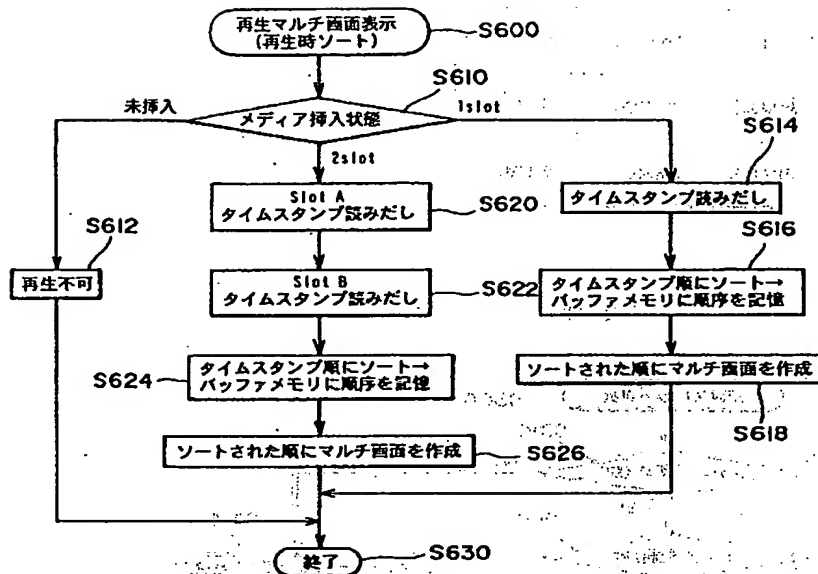 再生マルチ画面表示
(再生時ソート)
S600
S610
未挿入
メディア挿入状態
1slot
2slot
S614
Slot A
タイムスタンプ読みだし
S620
タイムスタンプ読みだし
S612
S616
再生不可
Slot B
タイムスタンプ読みだし
S622
タイムスタンプ順にソート→
バッファメモリに順序を記憶
S624
タイムスタンプ順にソート→
バッファメモリに順序を記憶
ソートされた順にマルチ画面を作成
S618
ソートされた順にマルチ画面を作成
S626
終了
S630